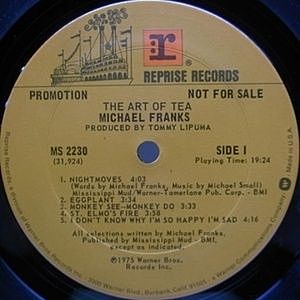 r:
REPRISE RECORDS
PROMOTION
NOT FOR SALE
THE ART OF TEA
MICHAEL FRANKS
PRODUCED BY TOMMY LIPUMA
MS 2230
SIDE 1
(31,924)
Playing Time: 19:24
1. NIGHTMOVES 4:03
(Words by Michael Franks, Music by Michael Small)
Mississippi Mud/Warner-Tamerlane Pub. Corp. - BMI
2. EGGPLANT 3:34
3. MONKEY SEE—MONKEY DO 3:33
4. ST. ELMO'S FIRE 3:58
5. I DON'T KNOW WHY I'M SO HAPPY I'M SAD 4:16
All selections written by Michael Franks,
Published by Mississippi Mud - BMI,
except as indicated.
©1975 Warner Bros.
Records Inc.
Made in U.S.A.